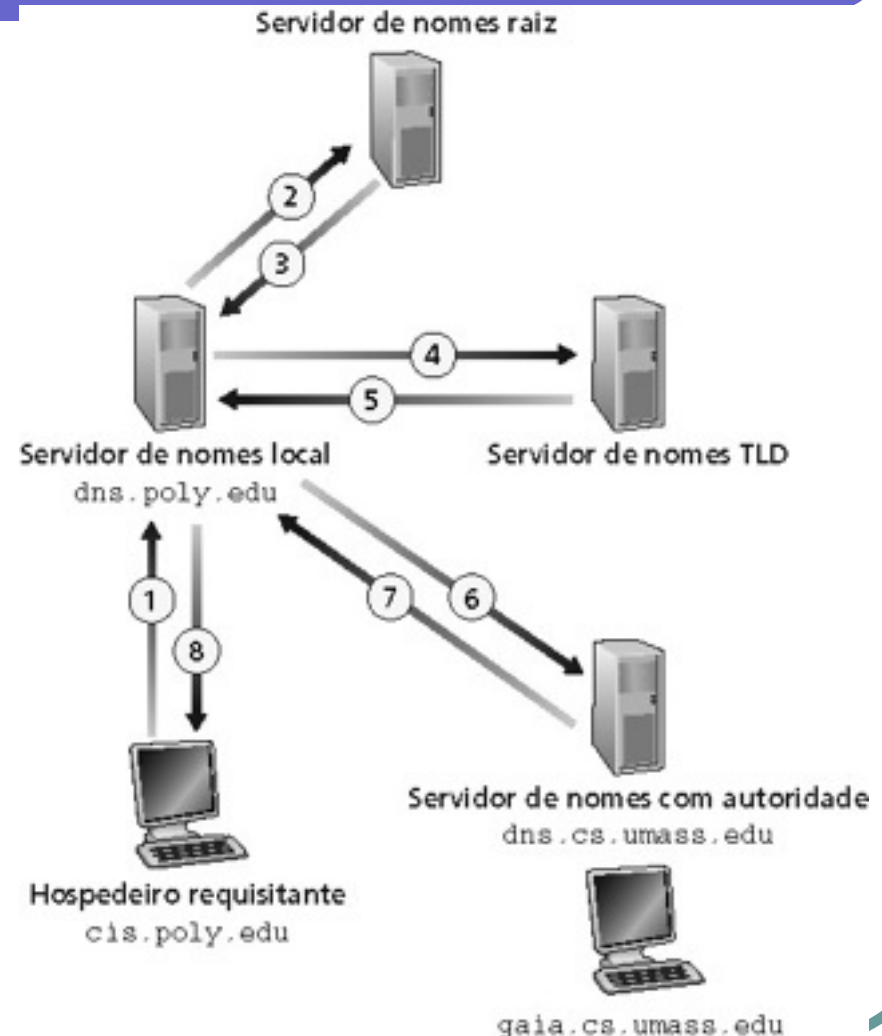 Servidor de nomes raiz
2
3
4
5
Servidor de nomes local
dns.poly.edu
Servidor de nomes TLD
1
8
7
6
Servidor de nomes com autoridade
dns.cs.umass.edu
Hospedeiro requisitante
cis.poly.edu
gaia.cs.umass.edu